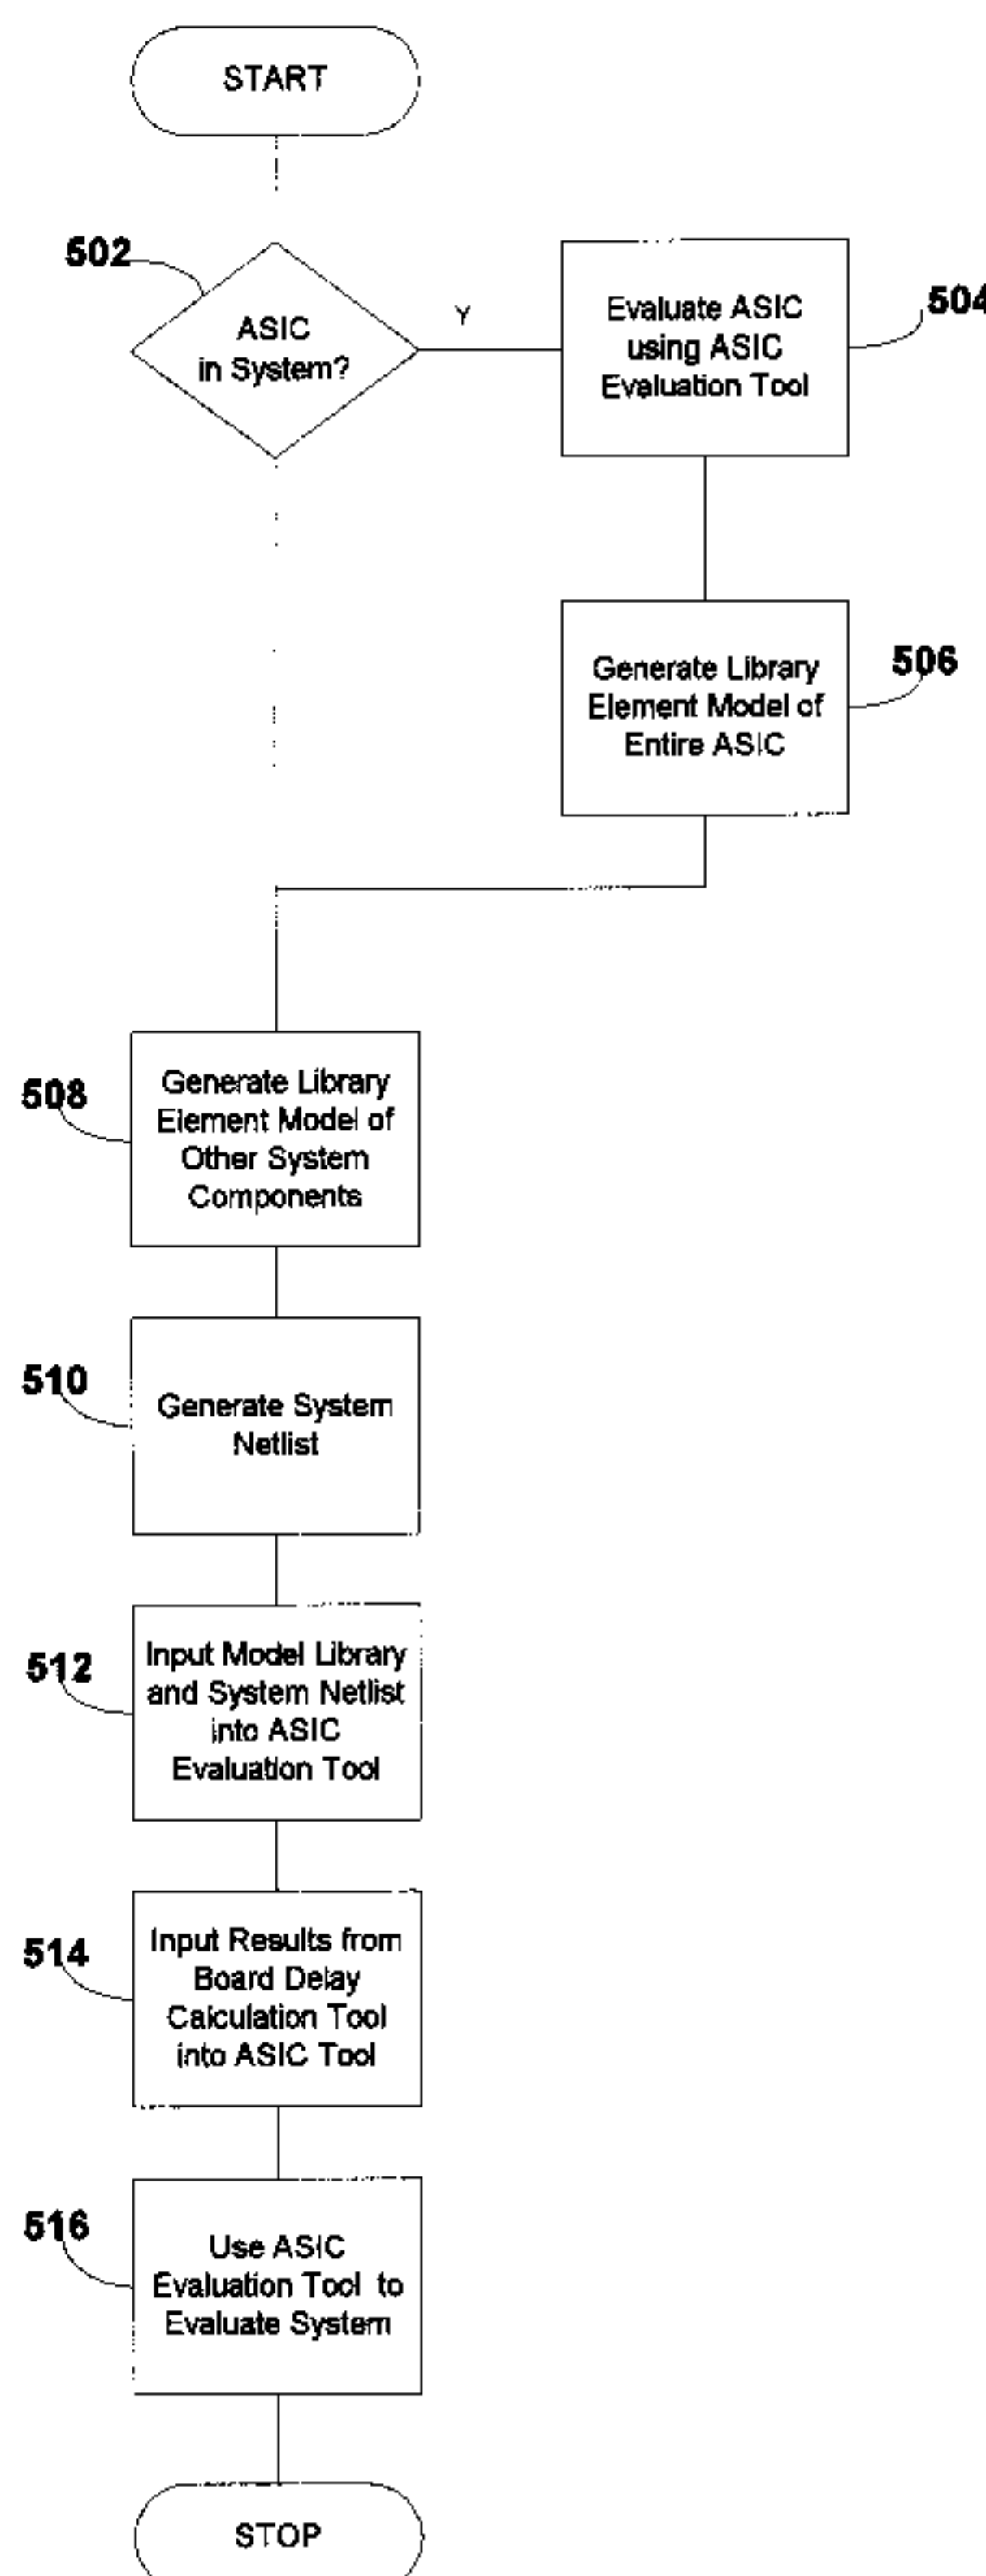 START
502
ASIC
in System?
Y
Evaluate ASIC
using ASIC
Evaluation Tool
504
Generate Library
Element Model of
Entire ASIC
506
508
Generate Library
Element Model of
Other System
Components
510
Generate System
Netlist
512
Input Model Library
and System Netlist
into ASIC
Evaluation Tool
514
Input Results from
Board Delay
Calculation Tool
into ASIC Tool
516
Use ASIC
Evaluation Tool to
Evaluate System
STOP